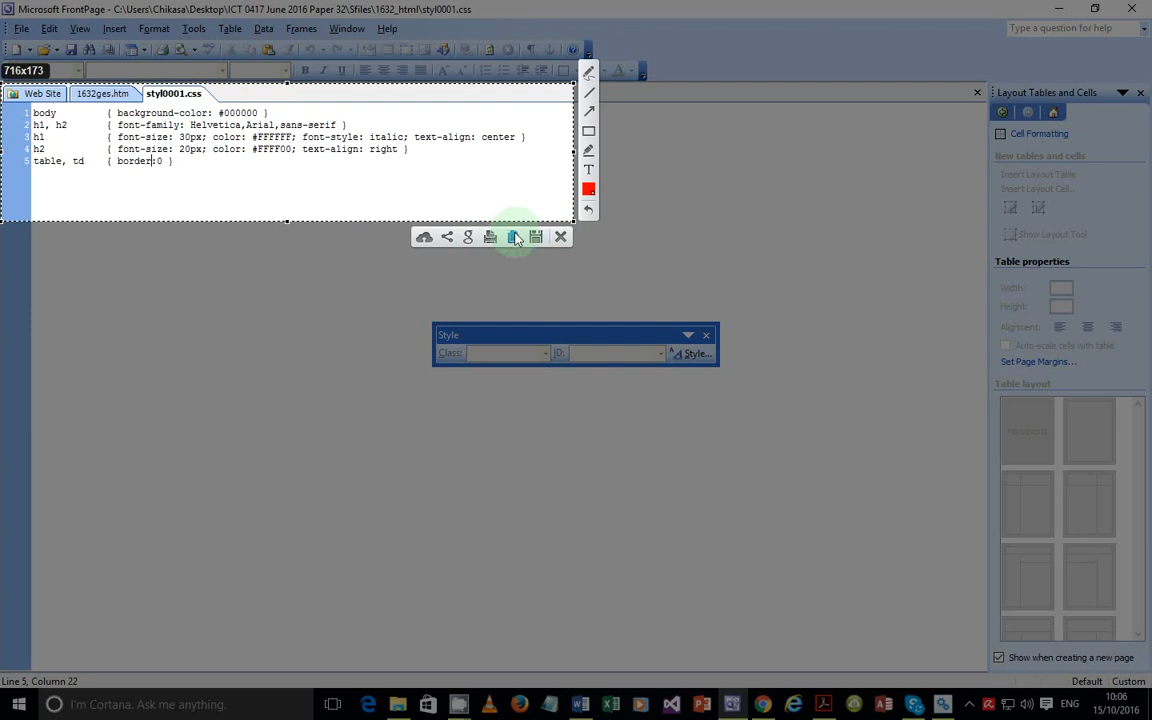 Microsoft FrontPage - C:\Users\Chikasa\Desktop\ICT 0417 June 2016 Paper 32\Sfiles\1632_html\styl0001.css
File Edit View Insert Format Tools Table Data Frames Window Help
Type a question for help
716x173
Web Site 1632ges.htm styl0001.css
1 body { background-color: #000000 }
2 h1, h2 { font-family: Helvetica,Arial,sans-serif }
3 h1 { font-size: 30px; color: #FFFFFF; font-style: italic; text-align: center }
4 h2 { font-size: 20px; color: #FFFF00; text-align: right }
5 table, td { border:0 }
Layout Tables and Cells
Cell Formatting
New tables and cells
Insert Layout Table
Insert Layout Cell...
Show Layout Tool
Table properties
Width:
Height:
Alignment:
Auto-scale cells with table
Set Page Margins...
Table layout
No Layout
Show when creating a new page
Style
Class: ID: Style...
Line 5, Column 22
Default Custom
I'm Cortana. Ask me anything.
ENG
10:06
15/10/2016